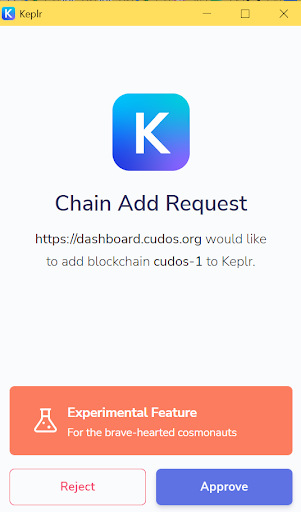 K Keplr
K
Chain Add Request
https://dashboard.cudos.org would like
to add blockchain cudos-1 to Keplr.
Experimental Feature
For the brave-hearted cosmonauts
Reject Approve